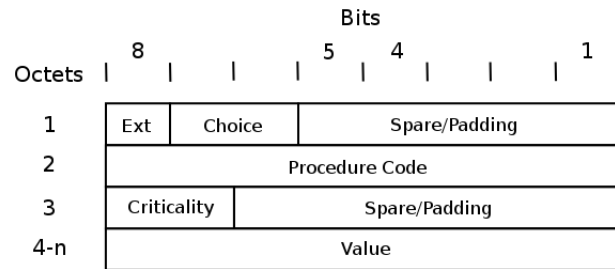 Bits
8 5 4 1
Octets
1 Ext Choice Spare/Padding
2 Procedure Code
3 Criticality Spare/Padding
4-n Value